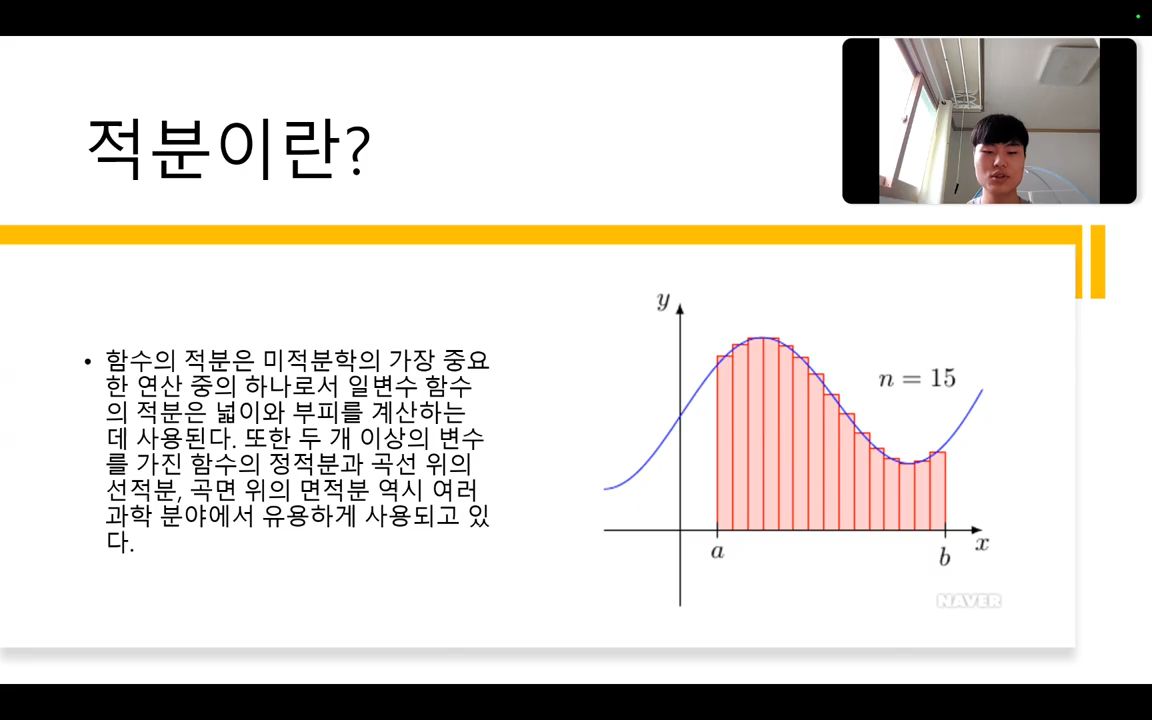 적분이란?
• 함수의 적분은 미적분학의 가장 중요
한 연산 중의 하나로서 일변수 함수
의 적분은 넓이와 부피를 계산하는
데 사용된다. 또한 두 개 이상의 변수
를 가진 함수의 정적분과 곡선 위의
선적분, 곡면 위의 면적분 역시 여러
과학 분야에서 유용하게 사용되고 있
다.
y
n = 15
a
b
x
NAVER